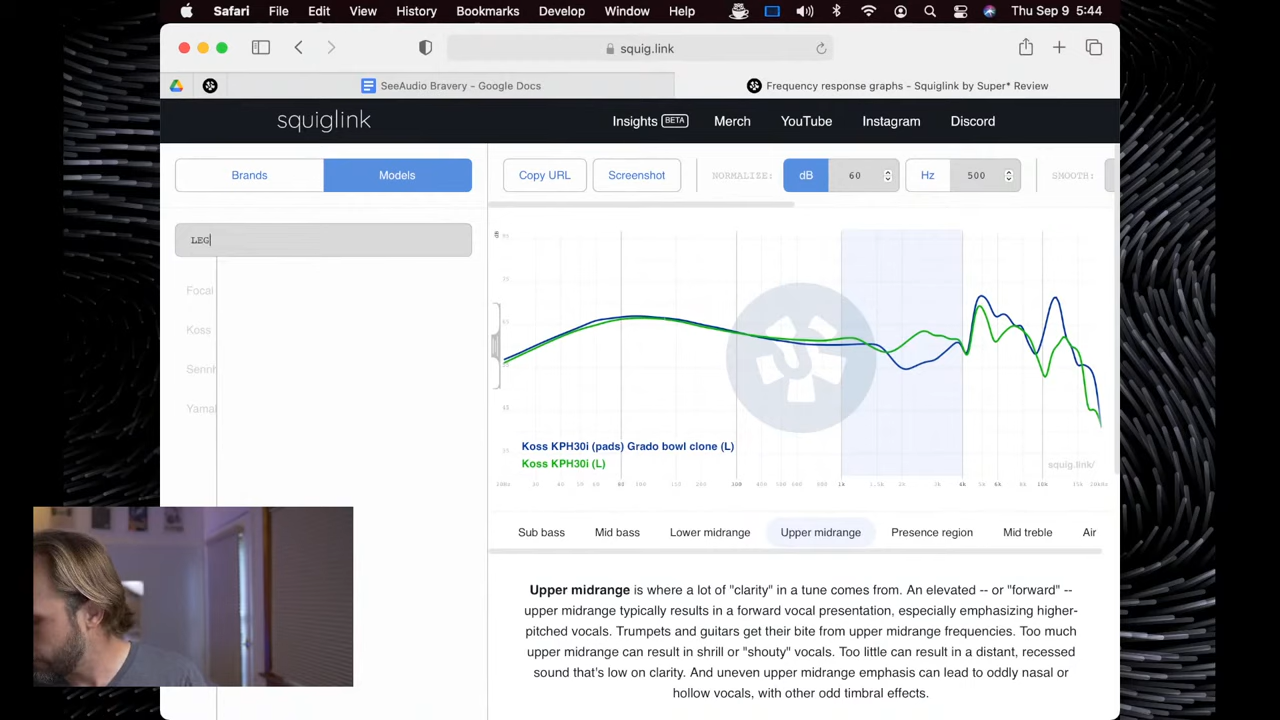 Safari File Edit View History Bookmarks Develop Window Help Thu Sep 9 5:44
squig.link
SeeAudio Bravery - Google Docs
Frequency response graphs - Squiglink by Super* Review
squiglink
Insights BETA Merch YouTube Instagram Discord
Brands Models
Copy URL Screenshot NORMALIZE: dB 60 Hz 500 SMOOTH:
LEG
Focal
Koss
Senn
Yamal
Koss KPH30i (pads) Grado bowl clone (L)
Koss KPH30i (L)
squig.link/
Sub bass Mid bass Lower midrange Upper midrange Presence region Mid treble Air
Upper midrange is where a lot of "clarity" in a tune comes from. An elevated -- or "forward" --
upper midrange typically results in a forward vocal presentation, especially emphasizing higher-
pitched vocals. Trumpets and guitars get their bite from upper midrange frequencies. Too much
upper midrange can result in shrill or "shouty" vocals. Too little can result in a distant, recessed
sound that's low on clarity. And uneven upper midrange emphasis can lead to oddly nasal or
hollow vocals, with other odd timbral effects.